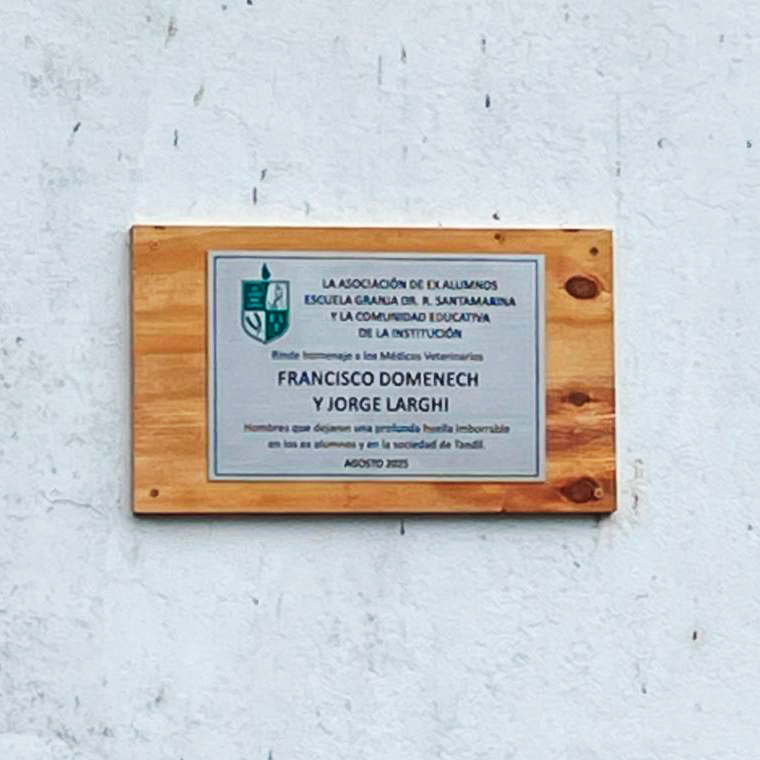 LA ASOCIACIÓN DE EX ALUMNOS
ESCUELA GRANJA DR. R. SANTAMARINA
Y LA COMUNIDAD EDUCATIVA
DE LA INSTITUCIÓN
Rinde homenaje a los Médicos Veterinarios
FRANCISCO DOMENECH
Y JORGE LARGHI
Hombres que dejaron una profunda huella imborrable
en los ex alumnos y en la sociedad de Tandil.
AGOSTO 2025